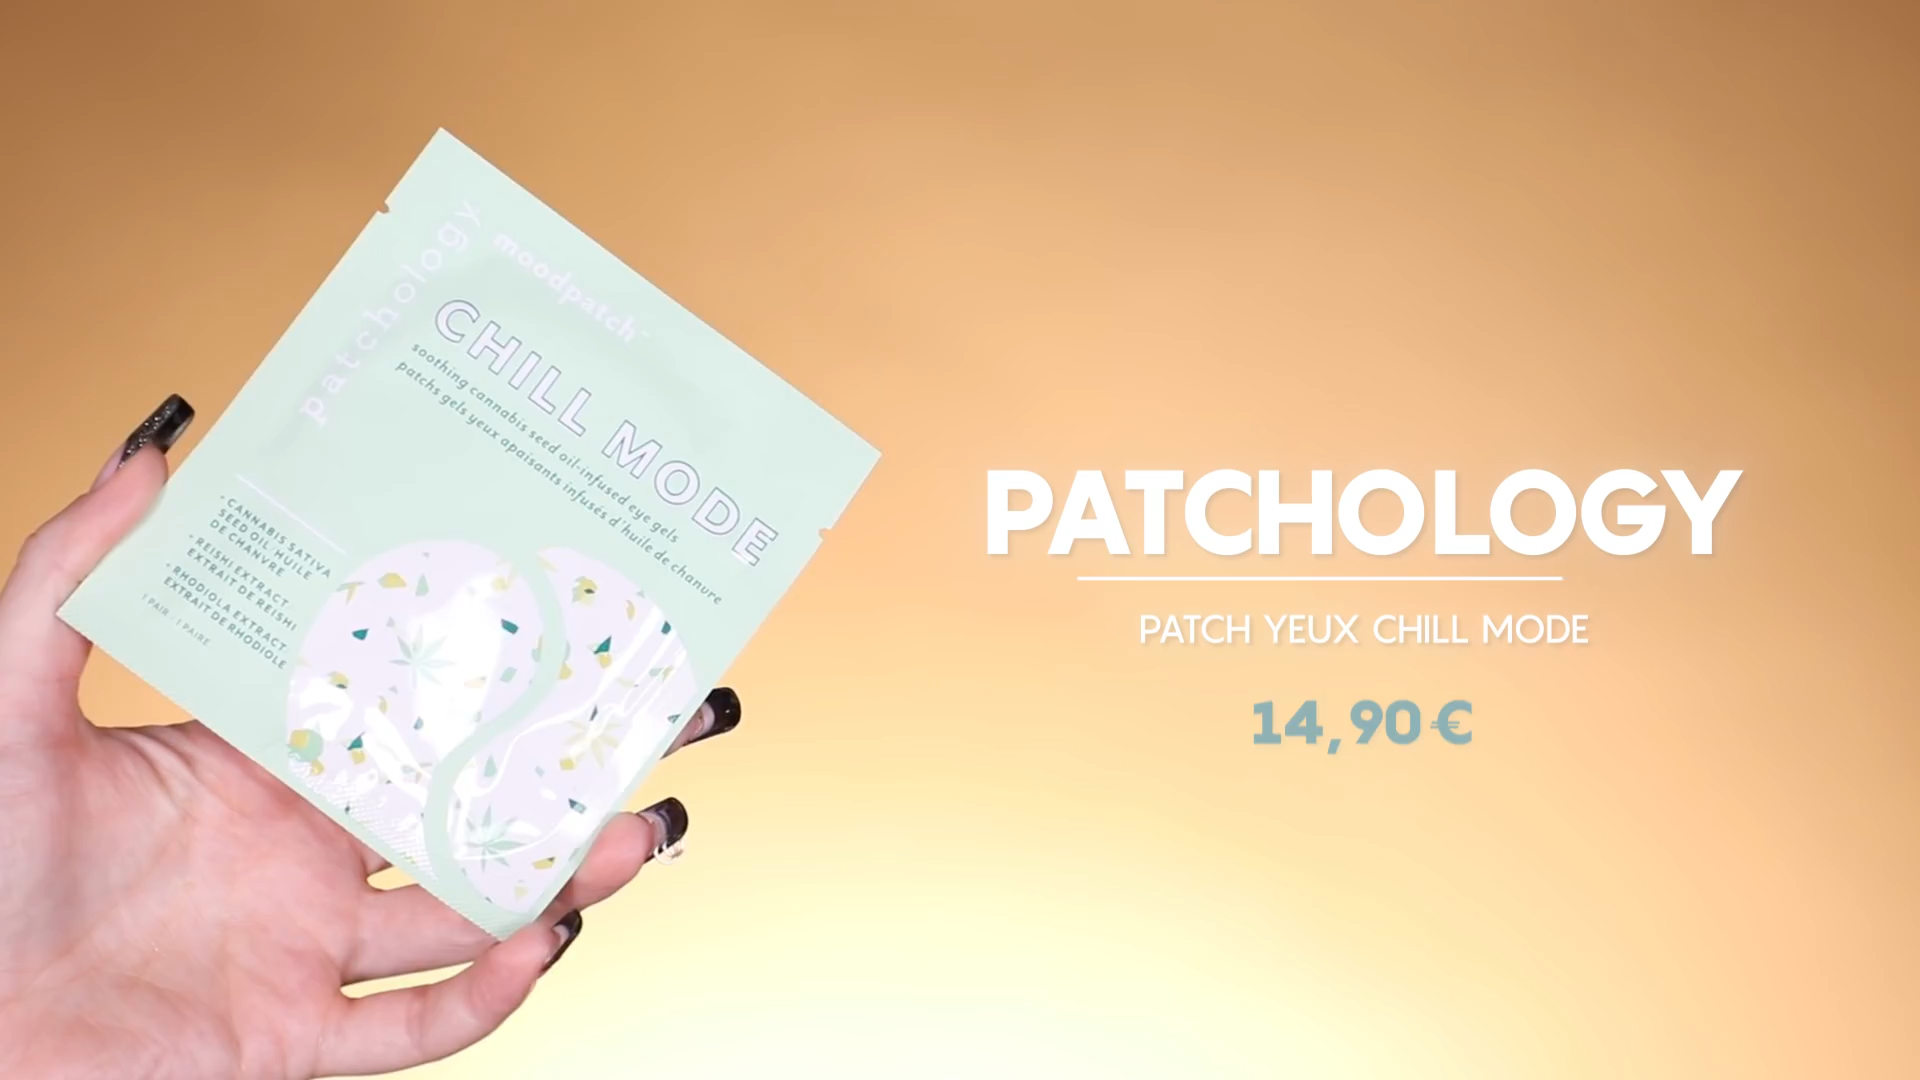 patchology
moodpatch™
CHILL MODE
soothing cannabis seed oil-infused eye gels
patchs gels yeux apaisants infusés d'huile de chanvre
+ CANNABIS SATIVA
SEED OIL/HUILE
DE CHANVRE
+ REISHI EXTRACT
EXTRAIT DE REISHI
+ RHODIOLA EXTRACT
EXTRAIT DE RHODIOLE
1 PAIR - 1 PAIRE
PATCHOLOGY
PATCH YEUX CHILL MODE
14,90 €